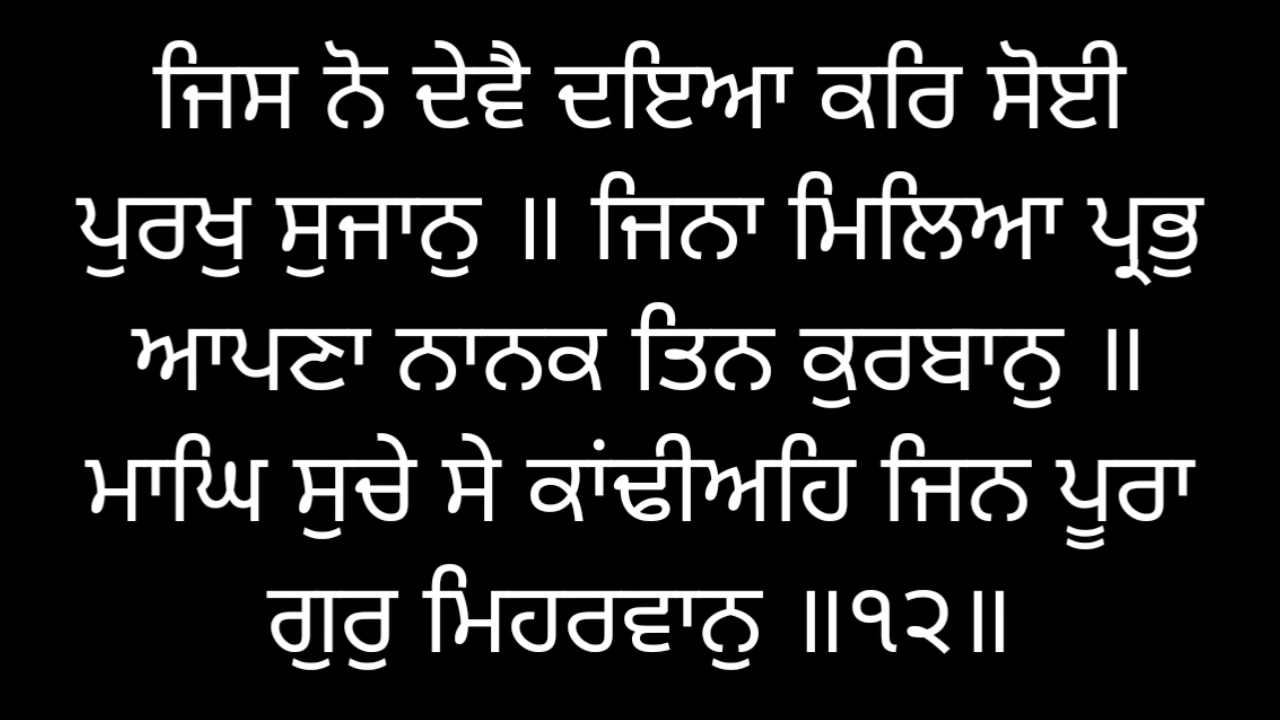 ਜਿਸ ਨੋ ਦੇਵੈ ਦਇਆ ਕਰਿ ਸੋਈ
ਪੁਰਖੁ ਸੁਜਾਨੁ ॥ ਜਿਨਾ ਮਿਲਿਆ ਪ੍ਰਭੁ
ਆਪਣਾ ਨਾਨਕ ਤਿਨ ਕੁਰਬਾਨੁ ॥
ਮਾਘਿ ਸੁਚੇ ਸੇ ਕਾਂਢੀਅਹਿ ਜਿਨ ਪੂਰਾ
ਗੁਰੁ ਮਿਹਰਵਾਨੁ ॥੧੨॥